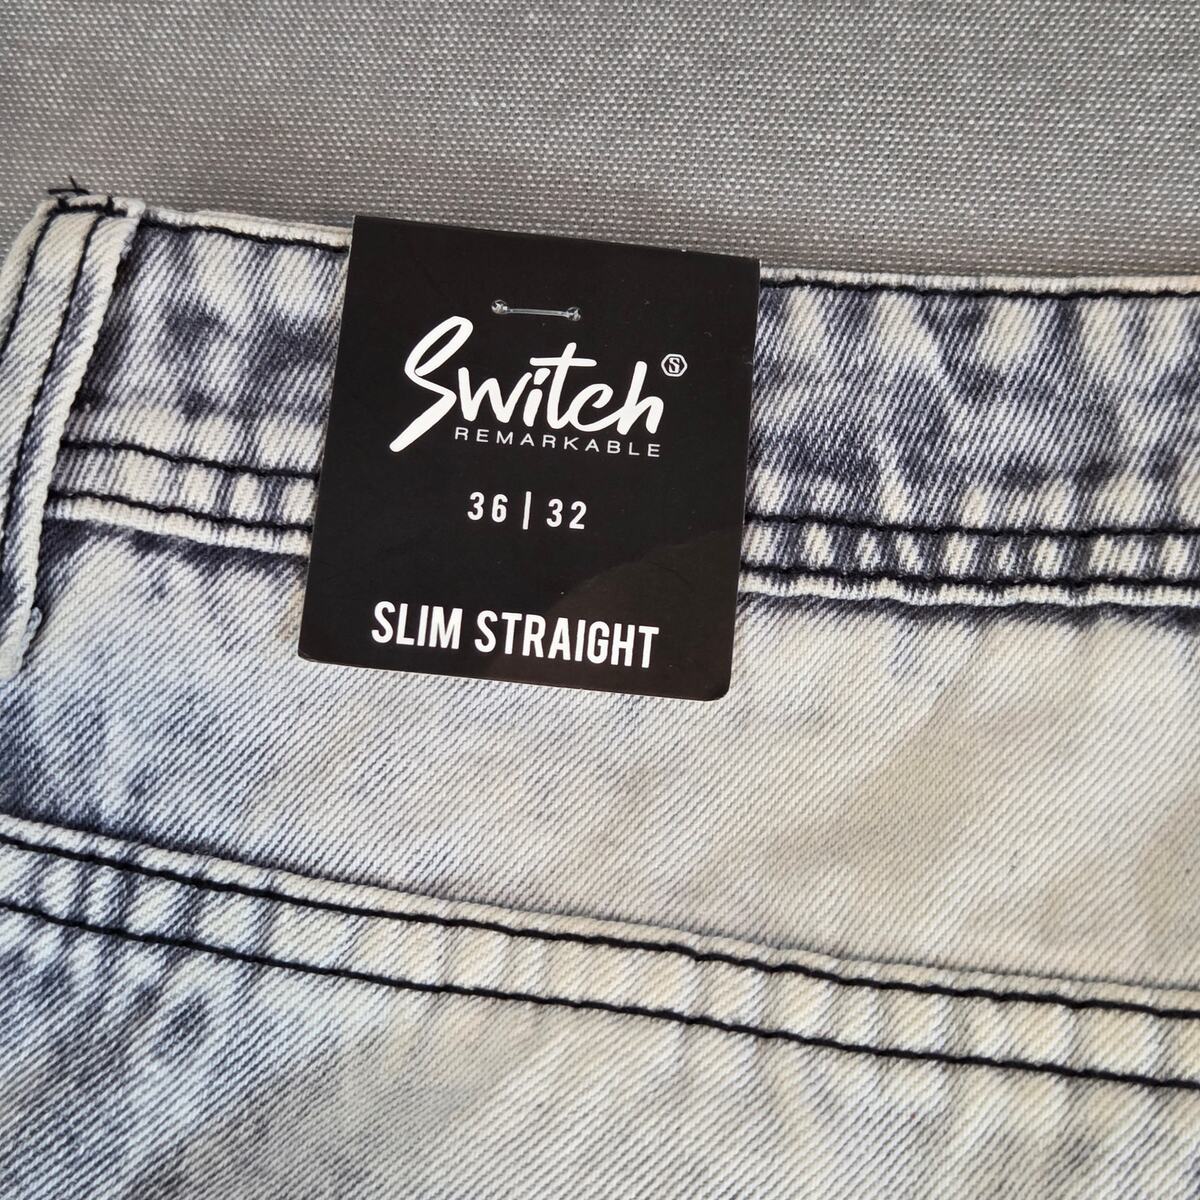 Switch Ⓢ
REMARKABLE
36 | 32
SLIM STRAIGHT